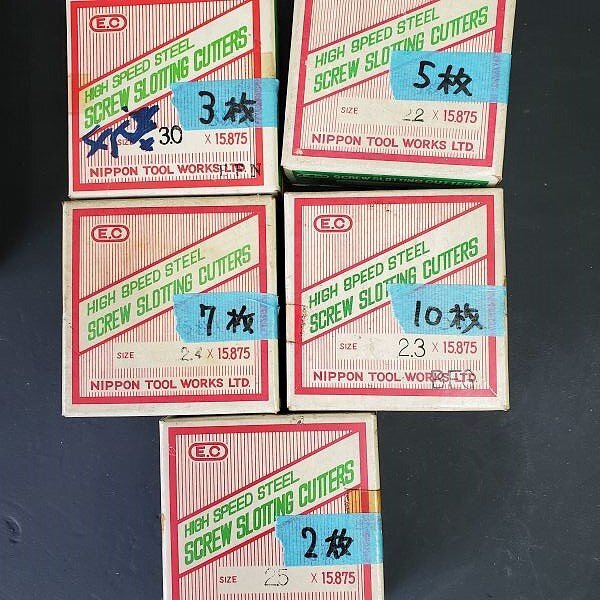 E.C
HIGH SPEED STEEL
SCREW SLOTTING CUTTERS
3枚
3.0 X 15.875
NIPPON TOOL WORKS LTD.
HIGH SPEED STEEL
SCREW SLOTTING CUTTERS
5枚
SIZE 2.2 X 15.875
NIPPON TOOL WORKS LTD.
SCREW SLOTTING CUTTERS
E.C
HIGH SPEED STEEL
SCREW SLOTTING CUTTERS
7枚
SIZE 2.4 X 15.875
NIPPON TOOL WORKS LTD.
E.C
HIGH SPEED STEEL
SCREW SLOTTING CUTTERS
10枚
SIZE 2.3 X 15.875
NIPPON TOOL WORKS LTD
E.C
HIGH SPEED STEEL
SCREW SLOTTING CUTTERS
2枚
SIZE 25 X 15.875